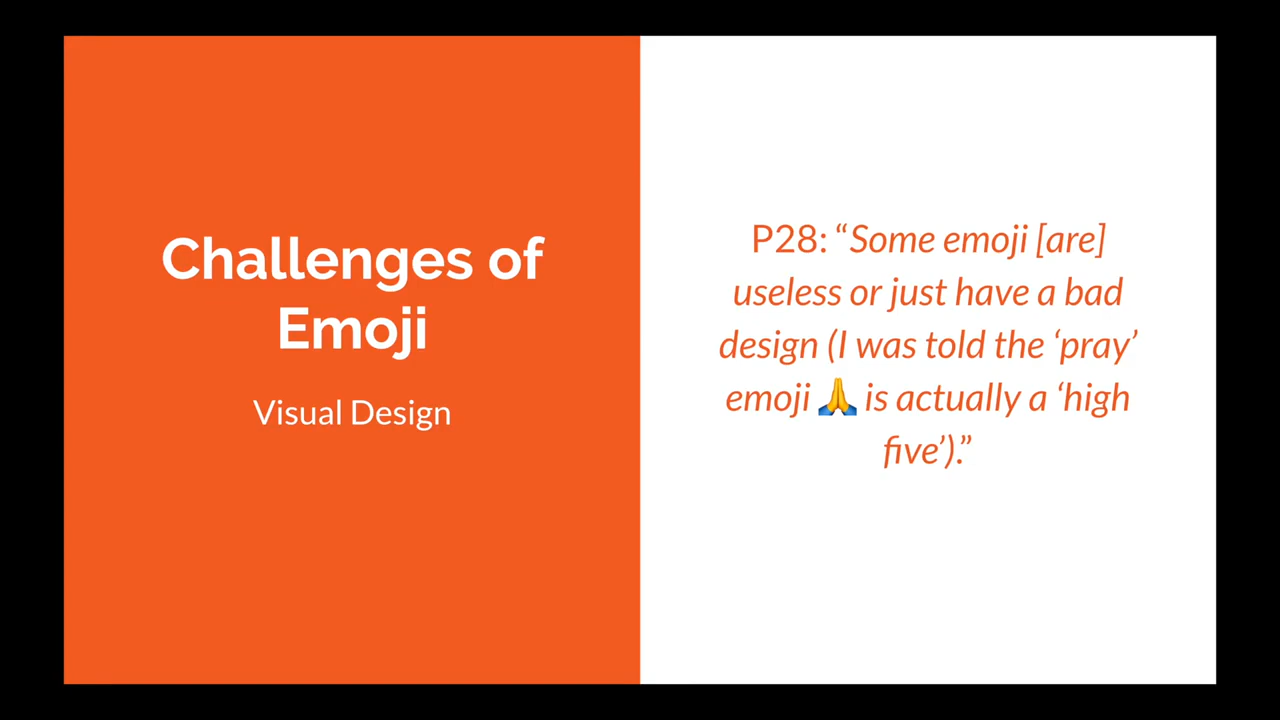 Challenges of
Emoji
Visual Design
P28: “Some emoji [are]
useless or just have a bad
design (I was told the ‘pray’
emoji 🙏 is actually a ‘high
five’).”